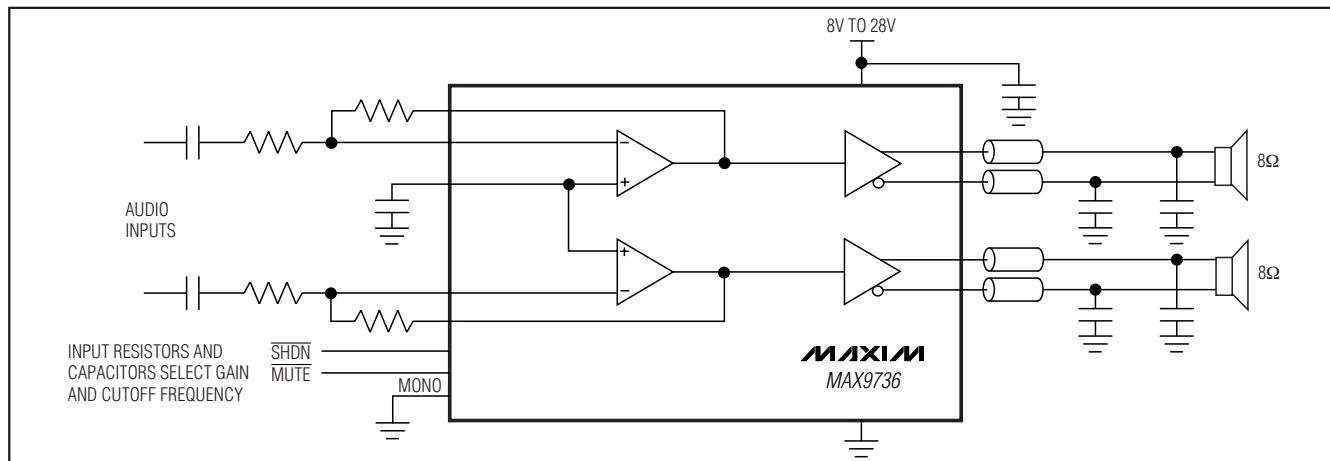 8V TO 28V
8Ω
AUDIO
INPUTS
8Ω
INPUT RESISTORS AND
CAPACITORS SELECT GAIN
AND CUTOFF FREQUENCY
SHDN
MUTE
MONO
MAXIM
MAX9736
−
+
+
−